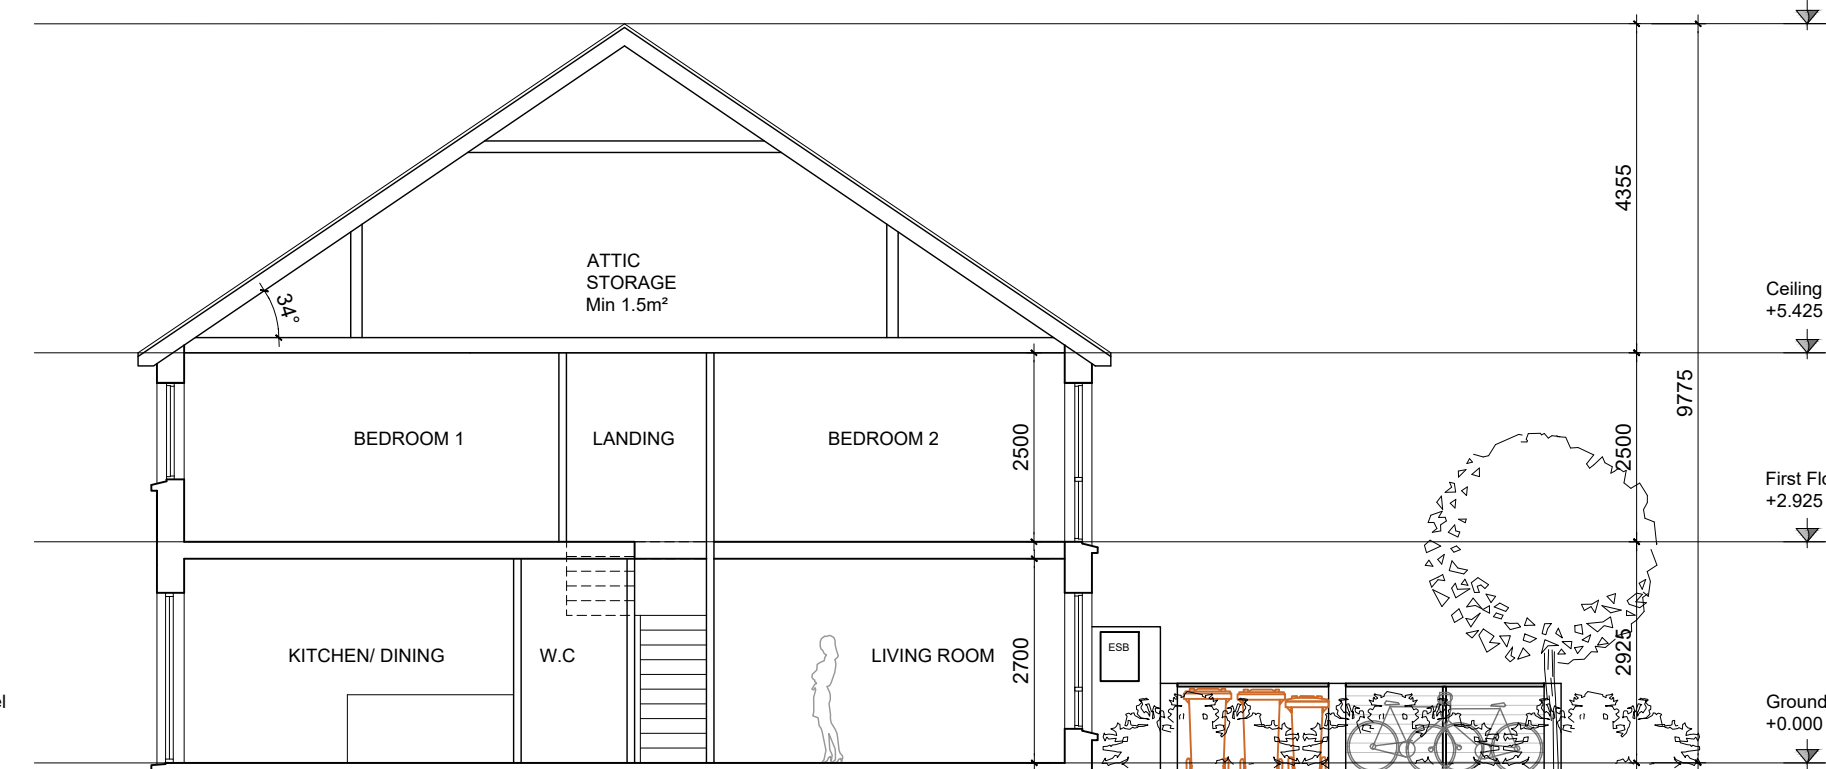 4355
ATTIC
STORAGE
Min 1.5m²
34°
Ceiling
+5.425
9775
BEDROOM 1
LANDING
BEDROOM 2
2500
2500
First Flo
+2.925
KITCHEN/ DINING
W.C
LIVING ROOM
2700
ESB
2925
el
Ground
+0.000